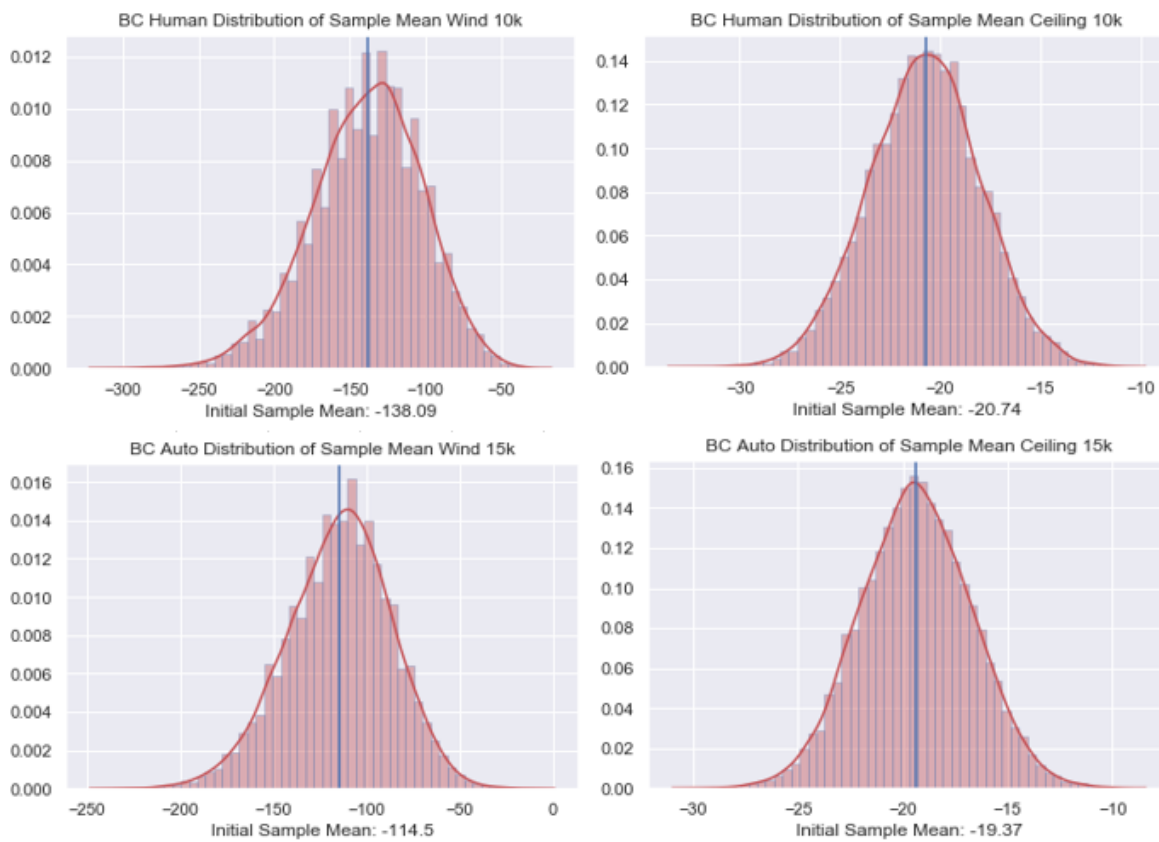 BC Human Distribution of Sample Mean Wind 10k
0.012
0.010
0.008
0.006
0.004
0.002
0.000
−300 −250 −200 −150 −100 −50
Initial Sample Mean: -138.09
BC Human Distribution of Sample Mean Ceiling 10k
0.14
0.12
0.10
0.08
0.06
0.04
0.02
0.00
−30 −25 −20 −15 −10
Initial Sample Mean: -20.74
BC Auto Distribution of Sample Mean Wind 15k
0.016
0.014
0.012
0.010
0.008
0.006
0.004
0.002
0.000
−250 −200 −150 −100 −50 0
Initial Sample Mean: -114.5
BC Auto Distribution of Sample Mean Ceiling 15k
0.16
0.14
0.12
0.10
0.08
0.06
0.04
0.02
0.00
−30 −25 −20 −15 −10
Initial Sample Mean: -19.37